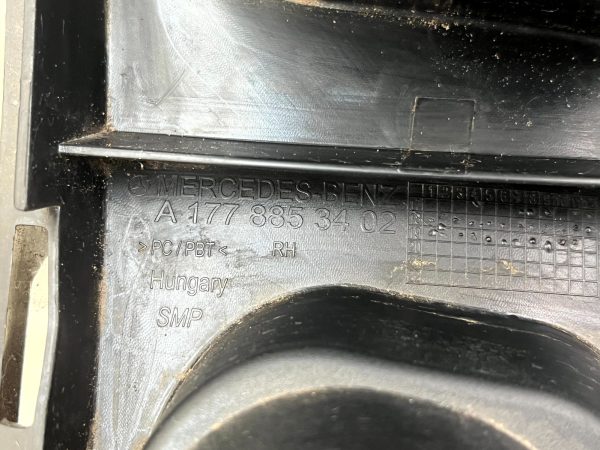 MERCEDES-BENZ
A 177 885 34 02
>PC/PBT< RH
Hungary
SMP